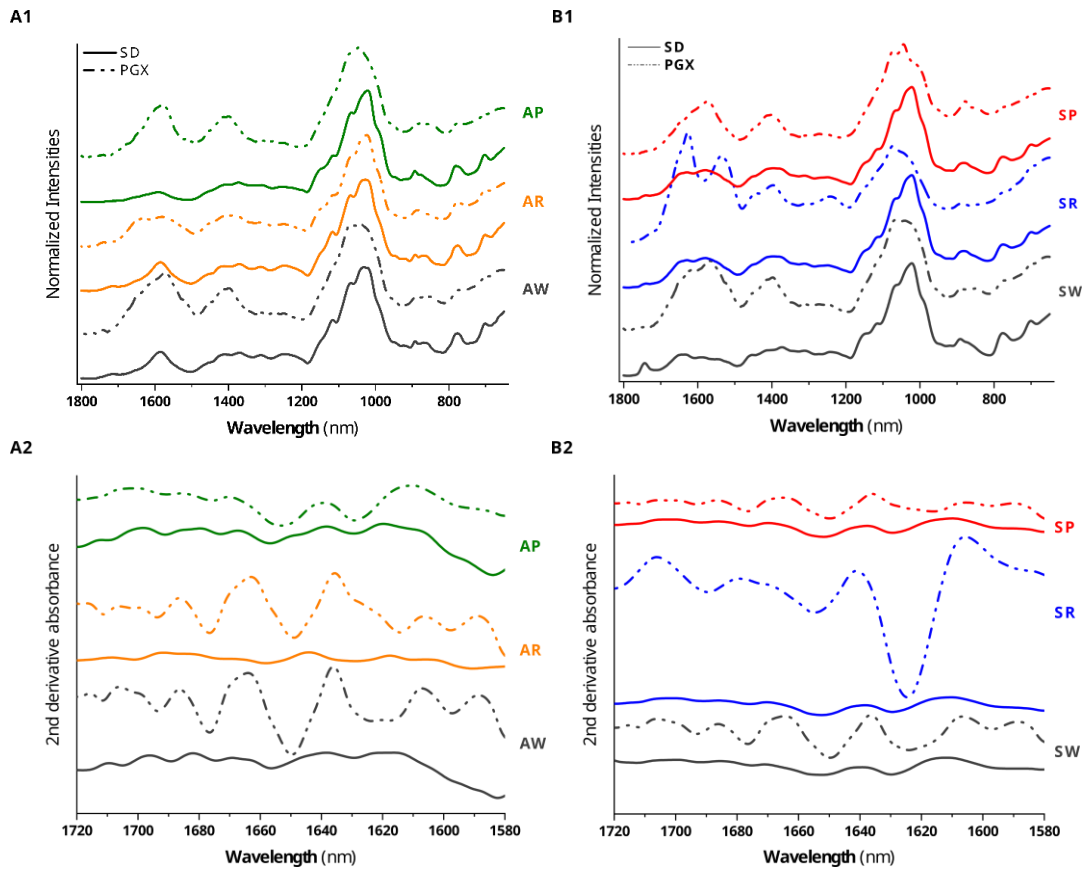 A1
SD
PGX
AP
AR
AW
Normalized Intensities
1800 1600 1400 1200 1000 800
Wavelength (nm)
B1
SD
PGX
SP
SR
SW
Normalized Intensities
1800 1600 1400 1200 1000 800
Wavelength (nm)
A2
AP
AR
AW
2nd derivative absorbance
1720 1700 1680 1660 1640 1620 1600 1580
Wavelength (nm)
B2
SP
SR
SW
2nd derivative absorbance
1720 1700 1680 1660 1640 1620 1600 1580
Wavelength (nm)